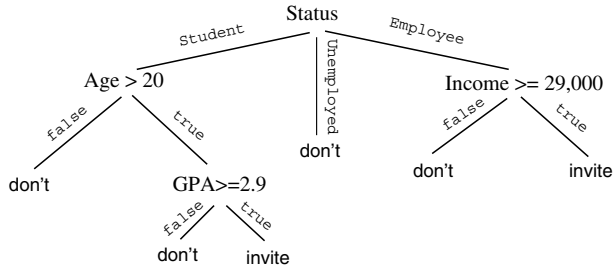 Status
Student
Unemployed
Employee
Age > 20
Income >= 29,000
false
true
false
true
don't
don't
GPA>=2.9
don't
invite
false
true
don't
invite